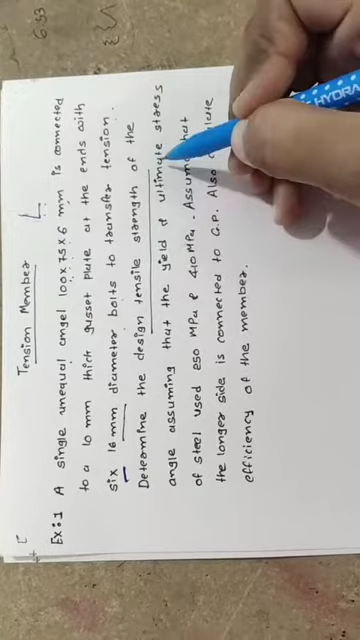 6:53
Tension Member
Ex:1 A single unequal angel 100x75x6 mm is connected
to a 10 mm thick gusset plate at the ends with
six 16 mm diameter bolts to transfer tension.
Determine the design tensile strength of the
angle assuming that the yield & ultimate stress
of steel used 250 MPa & 410 MPa. Assume that
the longer side is connected to G.P. Also
efficiency of the member.
HYDRA